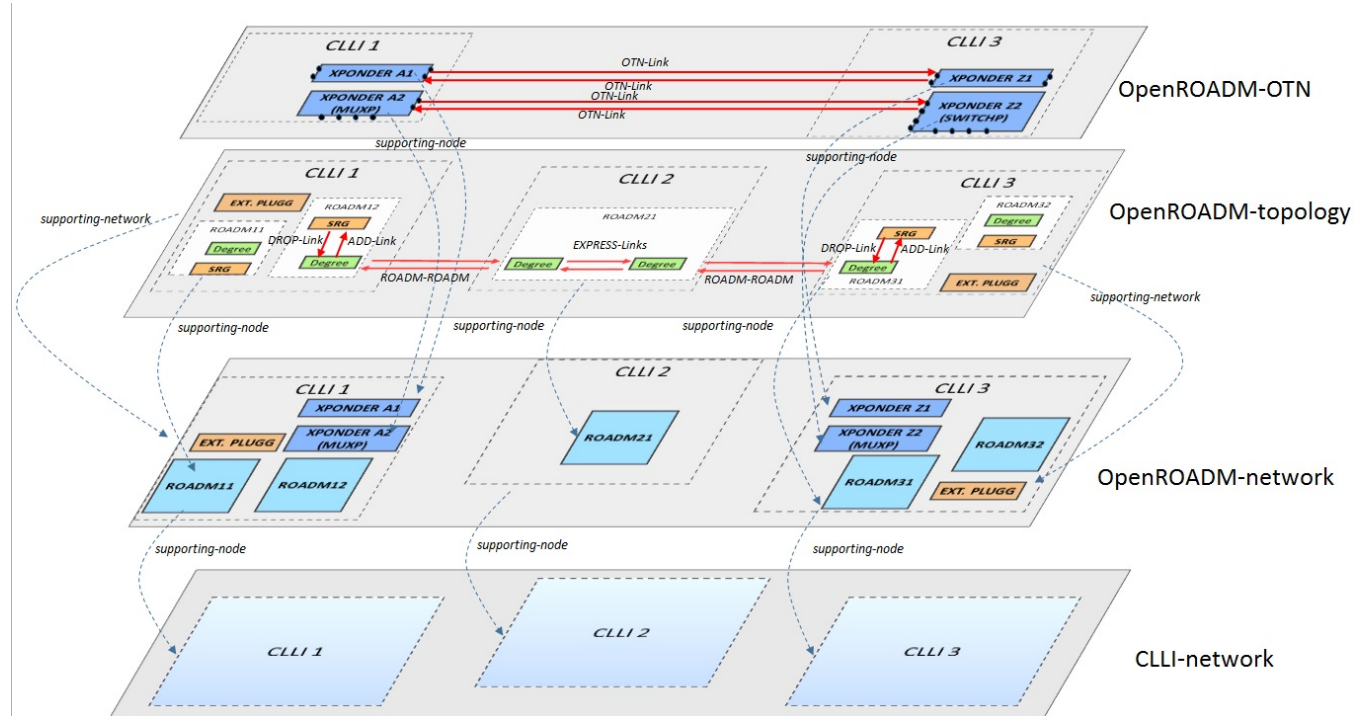 CLLI 1
CLLI 3
OTN-Link
XPONDER A1
XPONDER Z1
OTN-Link
OTN-Link
XPONDER A2
(MUXP)
XPONDER Z2
(SWITCHP)
OTN-Link
OpenROADM-OTN
supporting-node
supporting-node
CLLI 1
CLLI 2
CLLI 3
EXT. PLUGG
ROADM12
ROADM32
supporting-network
ROADM11
SRG
ROADM21
SRG
Degree
OpenROADM-topology
Degree
DROP-Link
ADD-Link
EXPRESS-Links
DROP-Link
ADD-Link
SRG
SRG
Degree
Degree
Degree
Degree
ROADM-ROADM
ROADM-ROADM
ROADM31
EXT. PLUGG
supporting-network
supporting-node
supporting-node
supporting-node
CLLI 1
CLLI 2
CLLI 3
XPONDER A1
XPONDER Z1
EXT. PLUGG
XPONDER A2
(MUXP)
ROADM21
XPONDER Z2
(MUXP)
ROADM32
ROADM11
ROADM12
ROADM31
EXT. PLUGG
OpenROADM-network
supporting-node
supporting-node
supporting-node
CLLI 1
CLLI 2
CLLI 3
CLLI-network